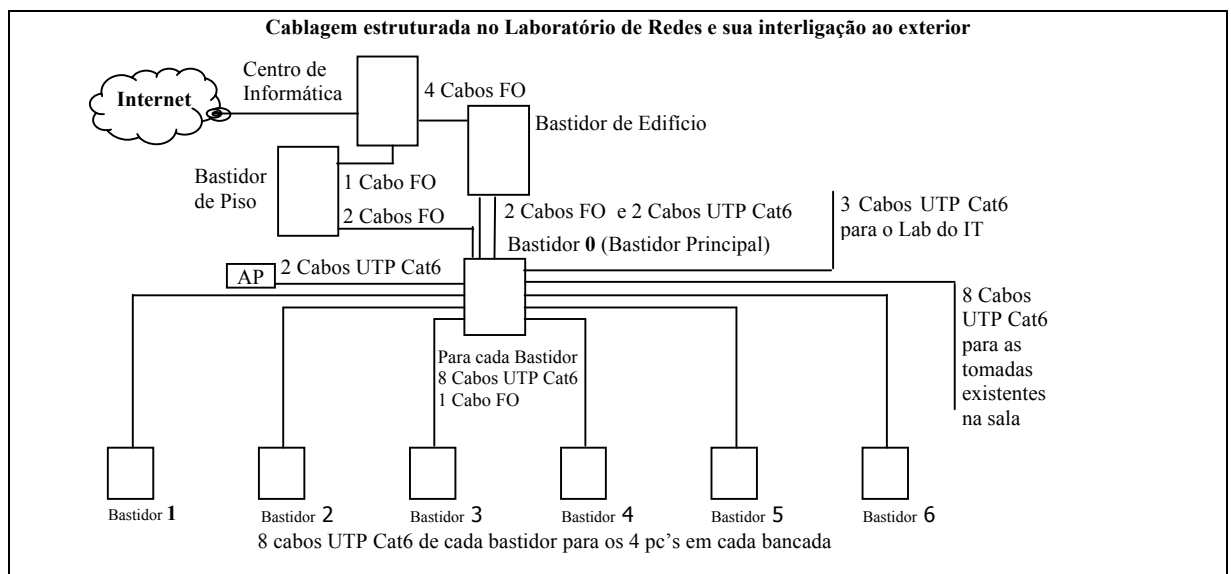 Cablagem estruturada no Laboratório de Redes e sua interligação ao exterior
Internet
Centro de
Informática
4 Cabos FO
Bastidor de Edifício
Bastidor
de Piso
1 Cabo FO
2 Cabos FO
2 Cabos FO e 2 Cabos UTP Cat6
Bastidor 0 (Bastidor Principal)
3 Cabos UTP Cat6
para o Lab do IT
AP
2 Cabos UTP Cat6
8 Cabos
UTP Cat6
para as
tomadas
existentes
na sala
Para cada Bastidor
8 Cabos UTP Cat6
1 Cabo FO
Bastidor 1
Bastidor 2
Bastidor 3
Bastidor 4
Bastidor 5
Bastidor 6
8 cabos UTP Cat6 de cada bastidor para os 4 pc's em cada bancada